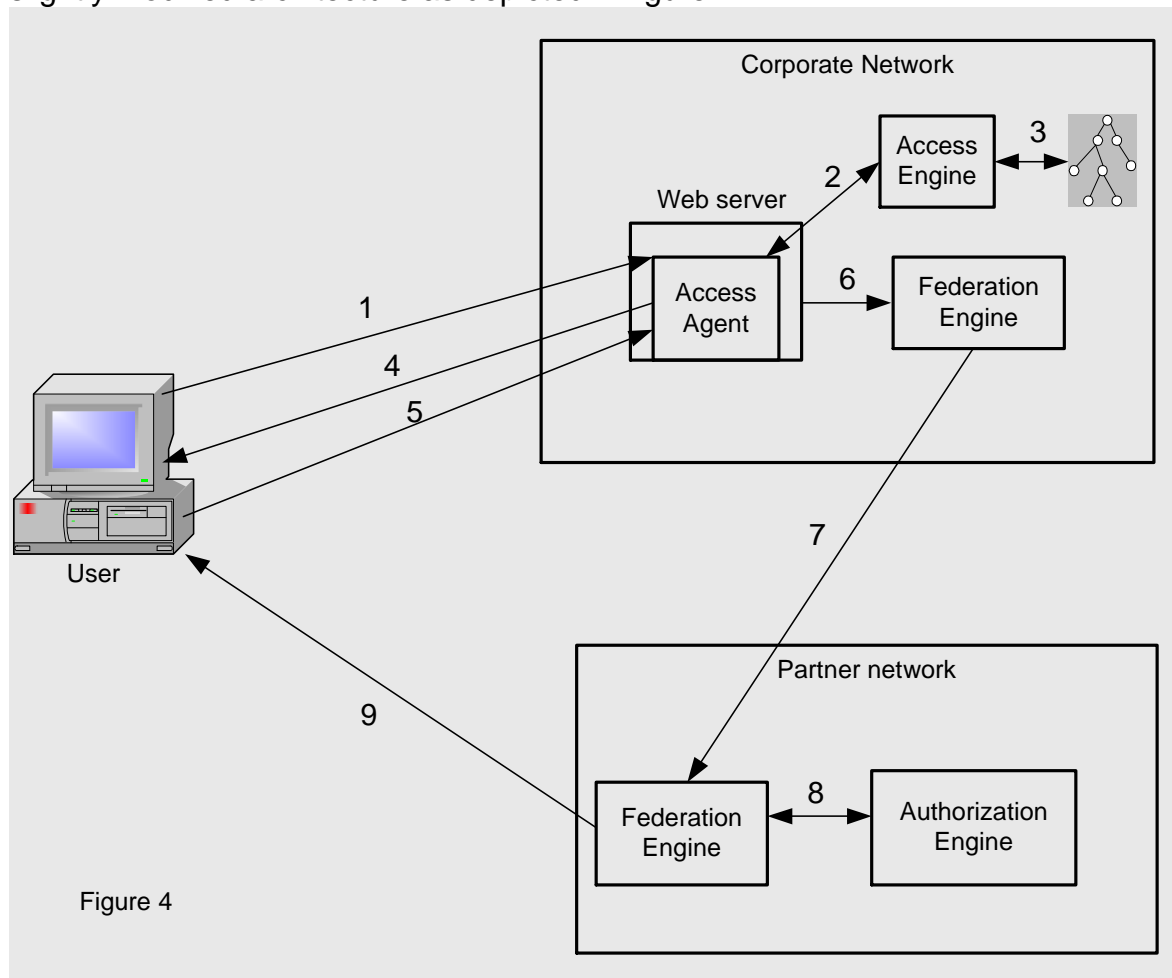 Corporate Network
Access
Engine
3
2
Web server
Access
Agent
6
Federation
Engine
1
4
5
User
7
Partner network
9
Federation
Engine
8
Authorization
Engine
Figure 4